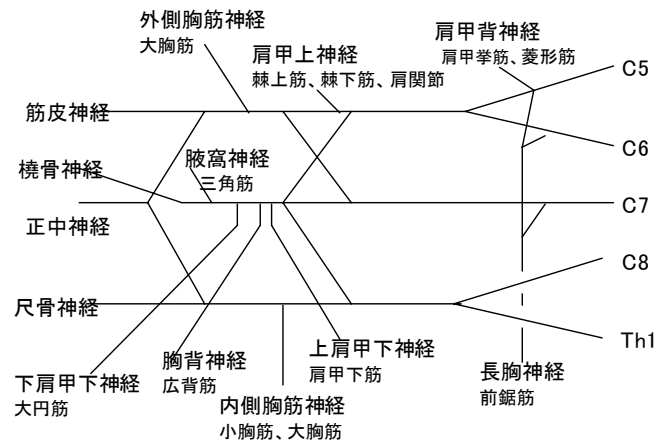 外側胸筋神経
大胸筋
肩甲上神経
棘上筋、棘下筋、肩関節
肩甲背神経
肩甲挙筋、菱形筋
C5
筋皮神経
C6
橈骨神経
腋窩神経
三角筋
C7
正中神経
C8
尺骨神経
Th1
下肩甲下神経
大円筋
胸背神経
広背筋
内側胸筋神経
小胸筋、大胸筋
上肩甲下神経
肩甲下筋
長胸神経
前鋸筋